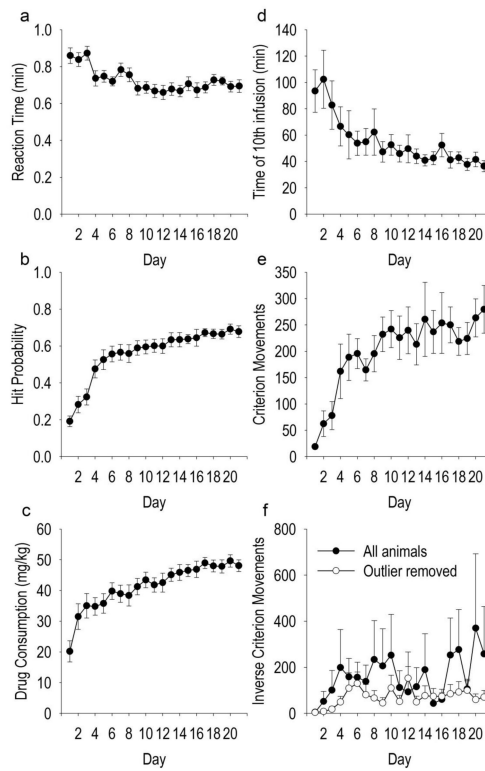 a
Reaction Time (min)
1.0
0.8
0.6
0.4
0.2
0.0
2 4 6 8 10 12 14 16 18 20
Day
b
Hit Probability
1.0
0.8
0.6
0.4
0.2
0.0
2 4 6 8 10 12 14 16 18 20
Day
c
Drug Consumption (mg/kg)
60
50
40
30
20
10
0
2 4 6 8 10 12 14 16 18 20
Day
d
Time of 10th infusion (min)
140
120
100
80
60
40
20
0
2 4 6 8 10 12 14 16 18 20
Day
e
Criterion Movements
350
300
250
200
150
100
50
0
2 4 6 8 10 12 14 16 18 20
Day
f
Inverse Criterion Movements
800
600
400
200
0
All animals
Outlier removed
2 4 6 8 10 12 14 16 18 20
Day